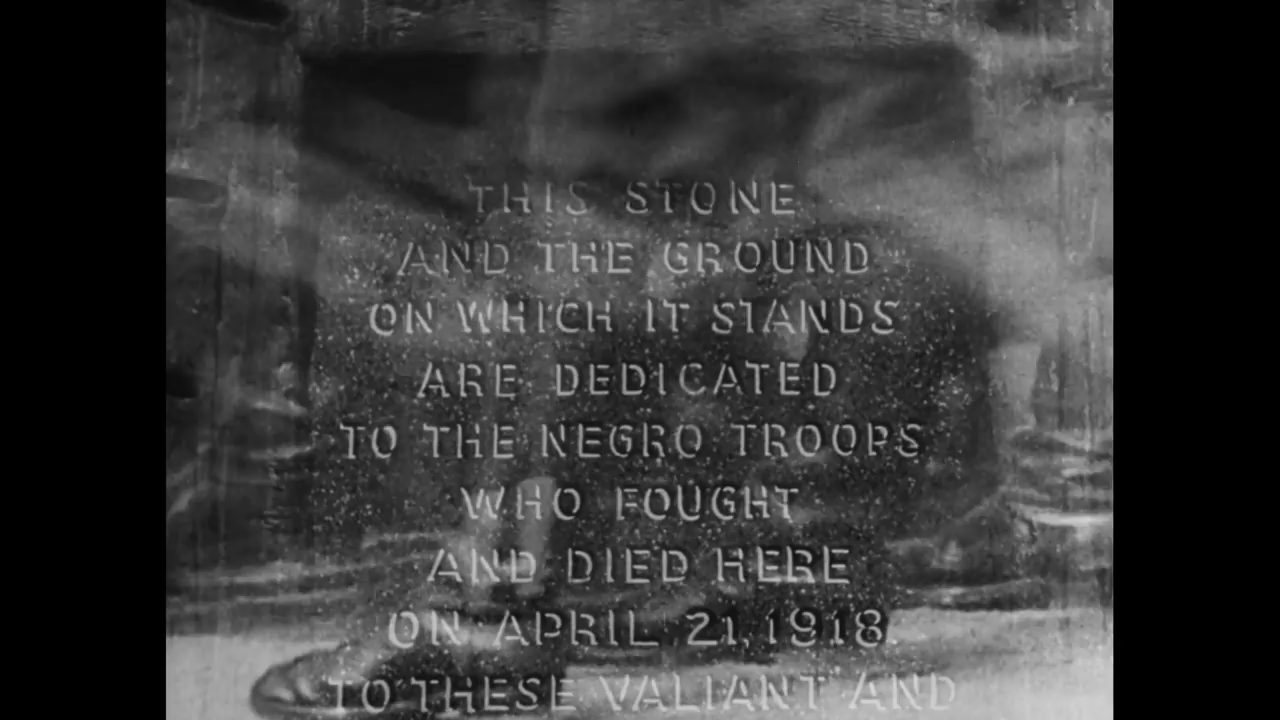 THIS STONE
AND THE GROUND
ON WHICH IT STANDS
ARE DEDICATED
TO THE NEGRO TROOPS
WHO FOUGHT
AND DIED HERE
ON APRIL 21, 1918.
TO THESE VALIANT AND